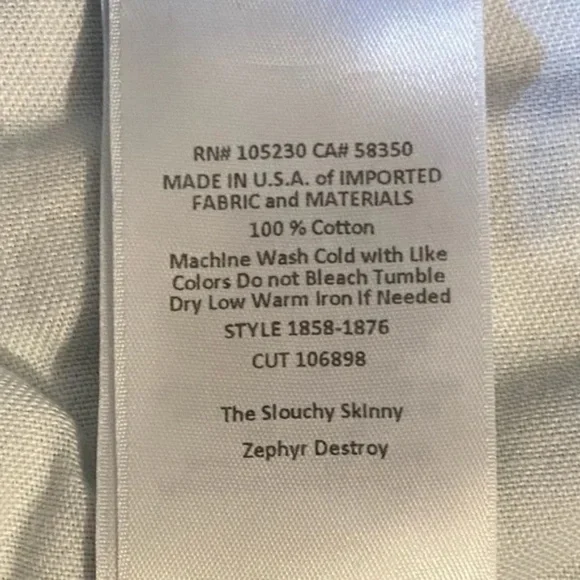 RN# 105230 CA# 58350
MADE IN U.S.A. of IMPORTED
FABRIC and MATERIALS
100 % Cotton
Machine Wash Cold with Like
Colors Do not Bleach Tumble
Dry Low Warm Iron If Needed
STYLE 1858-1876
CUT 106898
The Slouchy Skinny
Zephyr Destroy